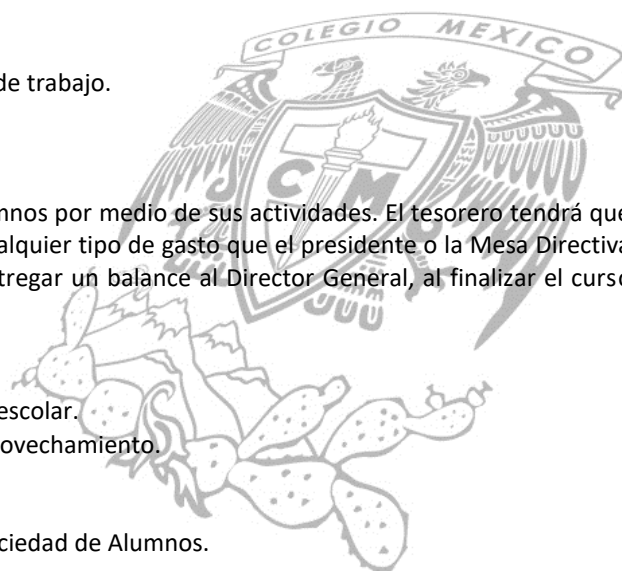 COLEGIO MEXICO
de trabajo.
C M
mnos por medio de sus actividades. El tesorero tendrá que
alquier tipo de gasto que el presidente o la Mesa Directiva
tregar un balance al Director General, al finalizar el curso
escolar.
ovechamiento.
ciedad de Alumnos.